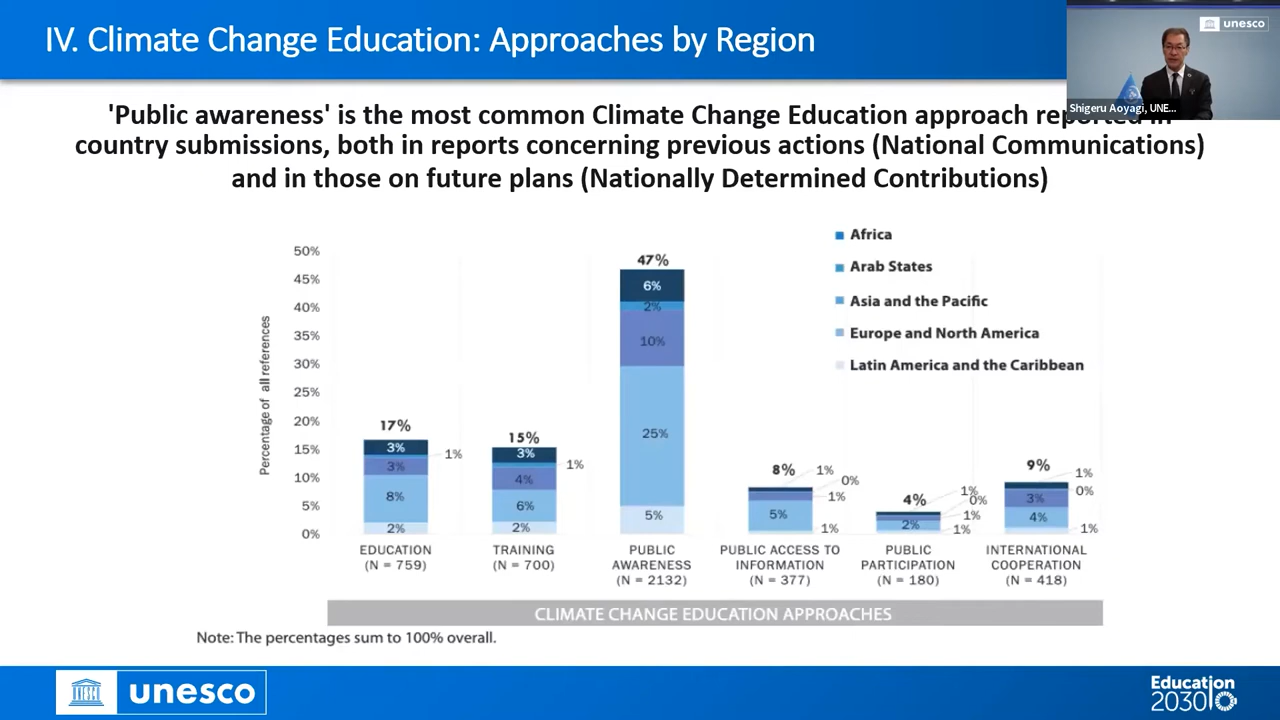 IV. Climate Change Education: Approaches by Region
unesco
Shigeru Aoyagi, UNE...
'Public awareness' is the most common Climate Change Education approach reported in
country submissions, both in reports concerning previous actions (National Communications)
and in those on future plans (Nationally Determined Contributions)
Africa
Arab States
Asia and the Pacific
Europe and North America
Latin America and the Caribbean
Percentage of all references
50%
45%
40%
35%
30%
25%
20%
15%
10%
5%
0%
17%
3%
1%
3%
8%
2%
15%
3%
1%
4%
6%
2%
47%
6%
2%
10%
25%
5%
8%
1%
0%
1%
5%
1%
4%
1%
0%
1%
2%
1%
9%
1%
0%
3%
4%
1%
EDUCATION
(N = 759)
TRAINING
(N = 700)
PUBLIC
AWARENESS
(N = 2132)
PUBLIC ACCESS TO
INFORMATION
(N = 377)
PUBLIC
PARTICIPATION
(N = 180)
INTERNATIONAL
COOPERATION
(N = 418)
CLIMATE CHANGE EDUCATION APPROACHES
Note: The percentages sum to 100% overall.
unesco
Education
2030